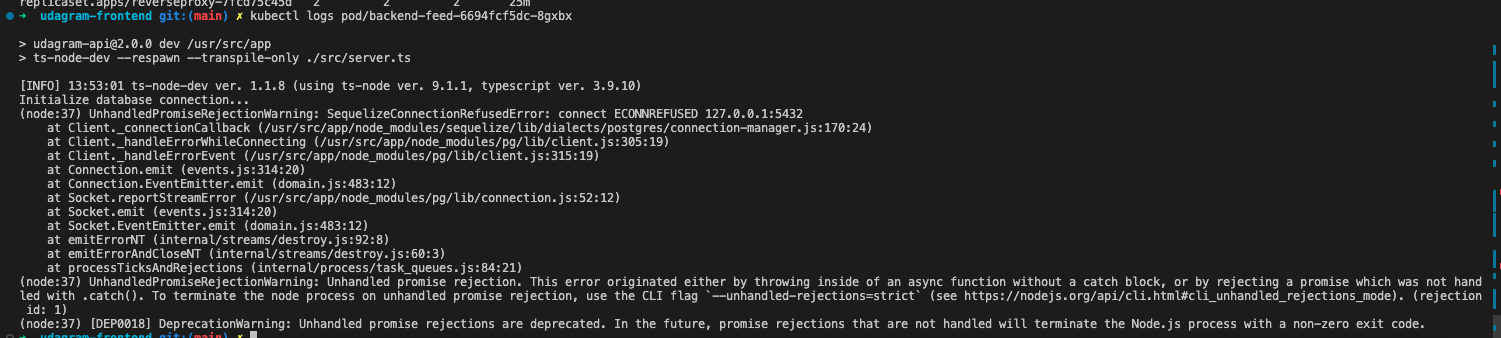 replicaset.apps/reverseproxy-7fcd75c45d   2         2         2       25m
➜  udagram-frontend git:(main) ✗ kubectl logs pod/backend-feed-6694fcf5dc-8gxbx

> udagram-api@2.0.0 dev /usr/src/app
> ts-node-dev --respawn --transpile-only ./src/server.ts

[INFO] 13:53:01 ts-node-dev ver. 1.1.8 (using ts-node ver. 9.1.1, typescript ver. 3.9.10)
Initialize database connection...
(node:37) UnhandledPromiseRejectionWarning: SequelizeConnectionRefusedError: connect ECONNREFUSED 127.0.0.1:5432
    at Client._connectionCallback (/usr/src/app/node_modules/sequelize/lib/dialects/postgres/connection-manager.js:170:24)
    at Client._handleErrorWhileConnecting (/usr/src/app/node_modules/pg/lib/client.js:305:19)
    at Client._handleErrorEvent (/usr/src/app/node_modules/pg/lib/client.js:315:19)
    at Connection.emit (events.js:314:20)
    at Connection.EventEmitter.emit (domain.js:483:12)
    at Socket.reportStreamError (/usr/src/app/node_modules/pg/lib/connection.js:52:12)
    at Socket.emit (events.js:314:20)
    at Socket.EventEmitter.emit (domain.js:483:12)
    at emitErrorNT (internal/streams/destroy.js:92:8)
    at emitErrorAndCloseNT (internal/streams/destroy.js:60:3)
    at processTicksAndRejections (internal/process/task_queues.js:84:21)
(node:37) UnhandledPromiseRejectionWarning: Unhandled promise rejection. This error originated either by throwing inside of an async function without a catch block, or by rejecting a promise which was not hand
led with .catch(). To terminate the node process on unhandled promise rejection, use the CLI flag `--unhandled-rejections=strict` (see https://nodejs.org/api/cli.html#cli_unhandled_rejections_mode). (rejection
 id: 1)
(node:37) [DEP0018] DeprecationWarning: Unhandled promise rejections are deprecated. In the future, promise rejections that are not handled will terminate the Node.js process with a non-zero exit code.
➜  udagram-frontend git:(main) ✗